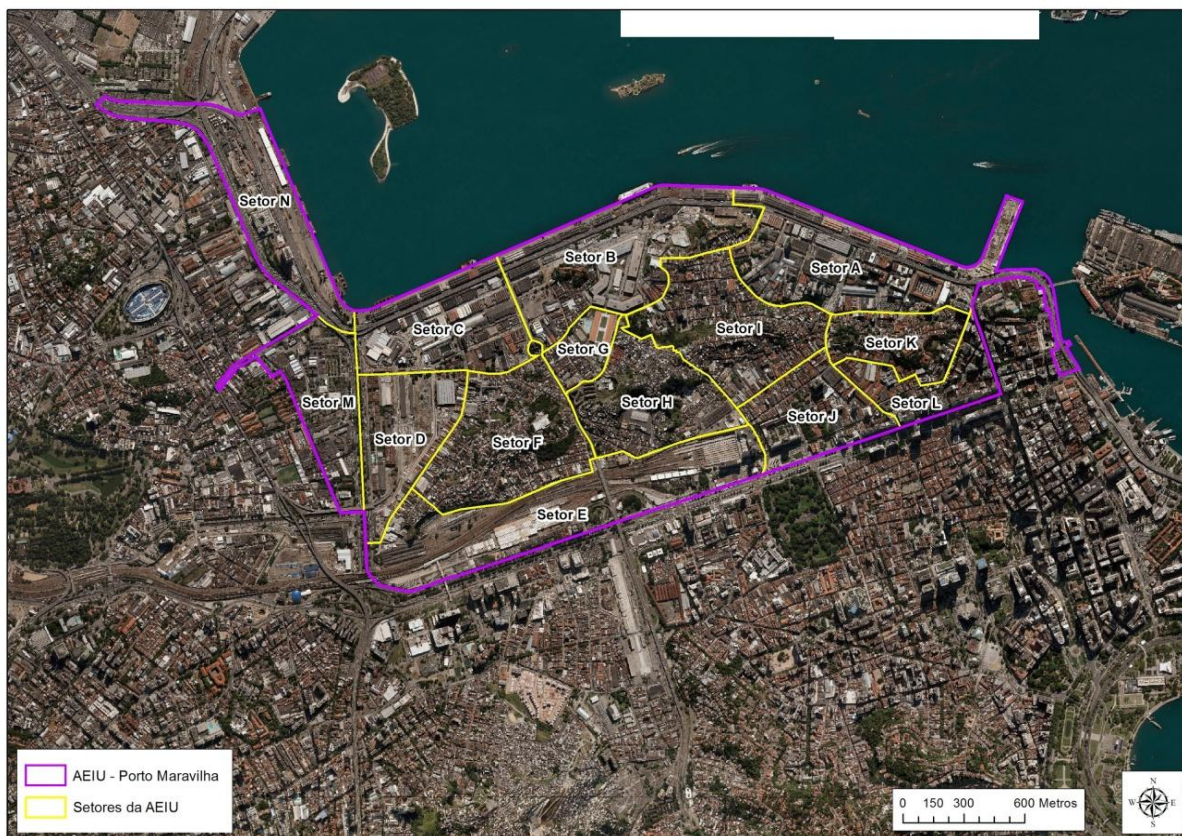 Setor N
Setor B
Setor A
Setor C
Setor I
Setor K
Setor G
Setor M
Setor H
Setor L
Setor J
Setor D
Setor F
Setor E
AEIU - Porto Maravilha
Setores da AEIU
0 150 300 600 Metros
N
W E
S